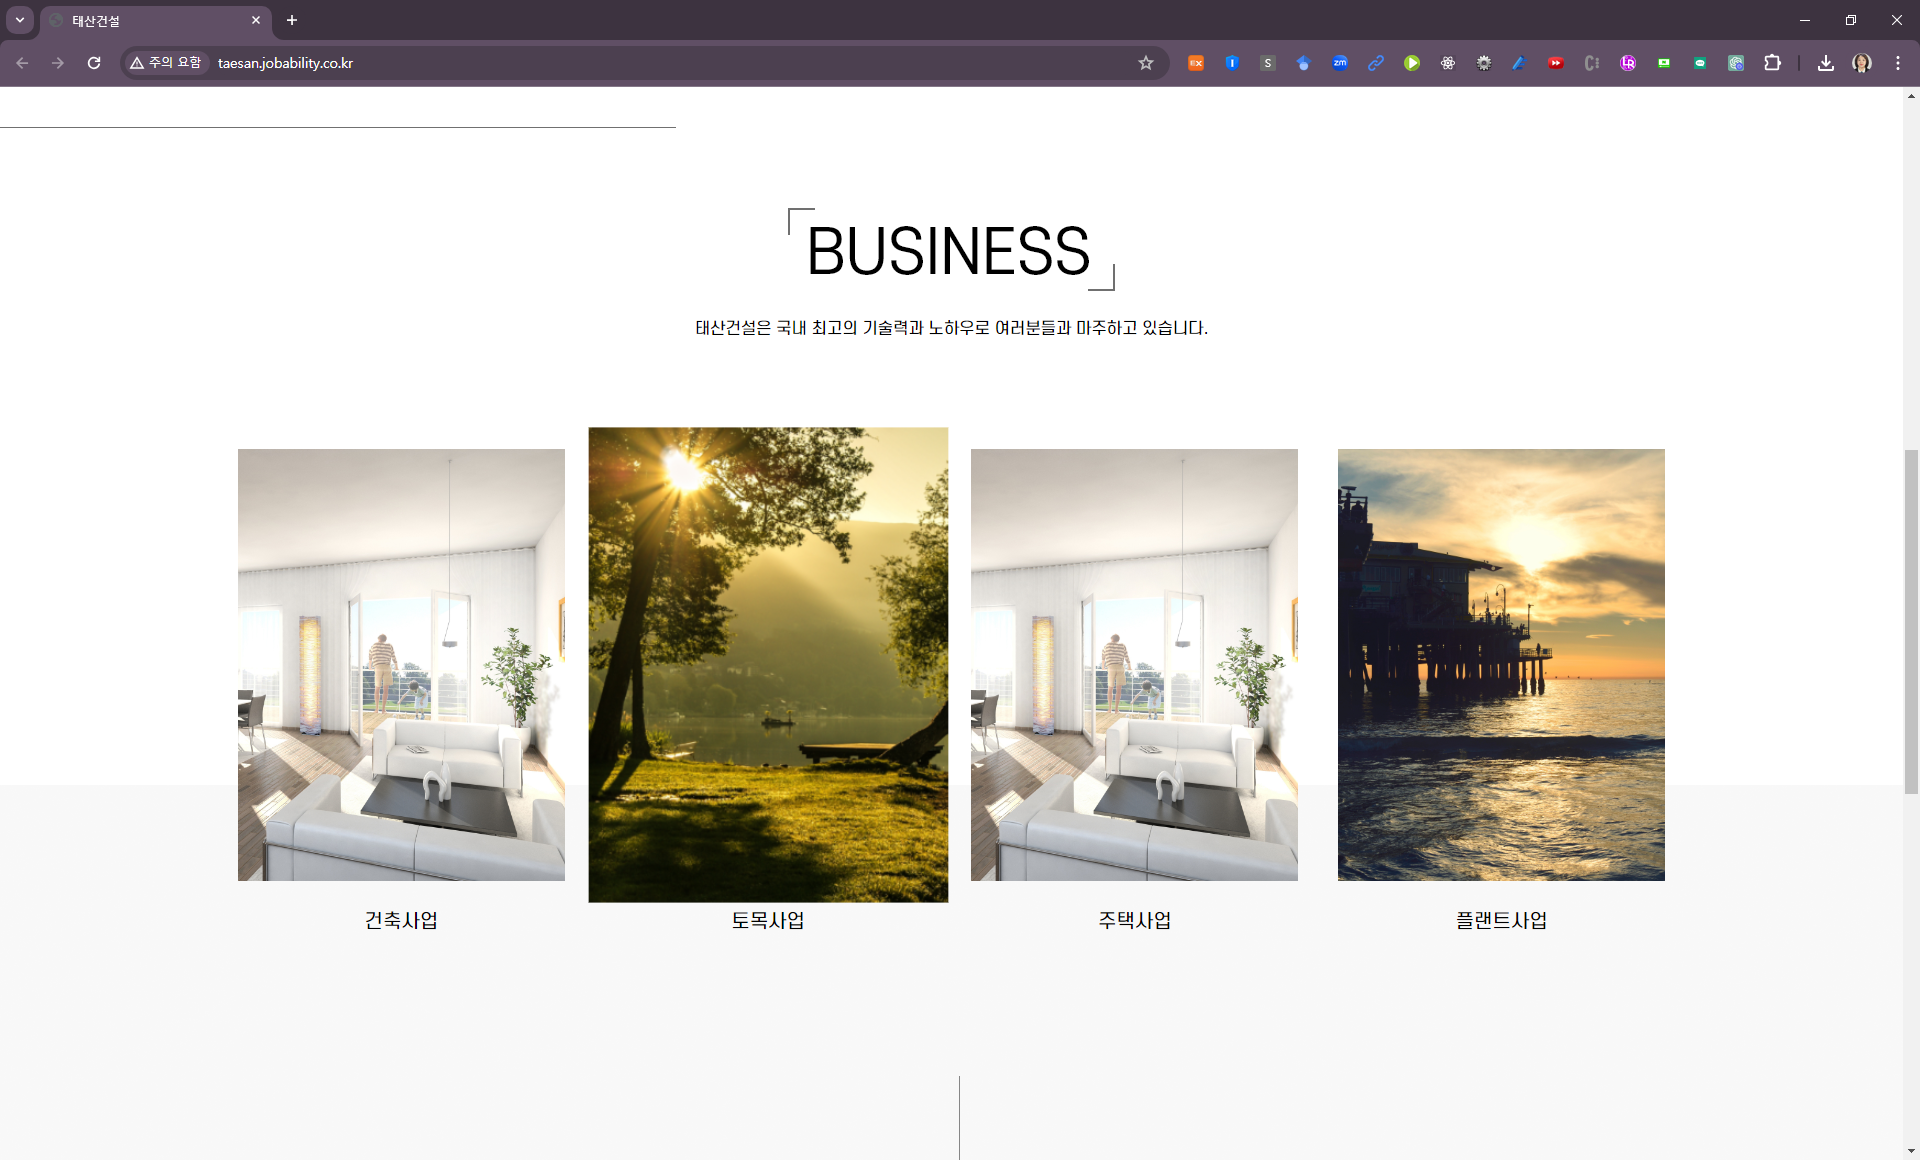 태산건설
주의 요함
taesan.jobability.co.kr
BUSINESS
태산건설은 국내 최고의 기술력과 노하우로 여러분들과 마주하고 있습니다.
건축사업
토목사업
주택사업
플랜트사업